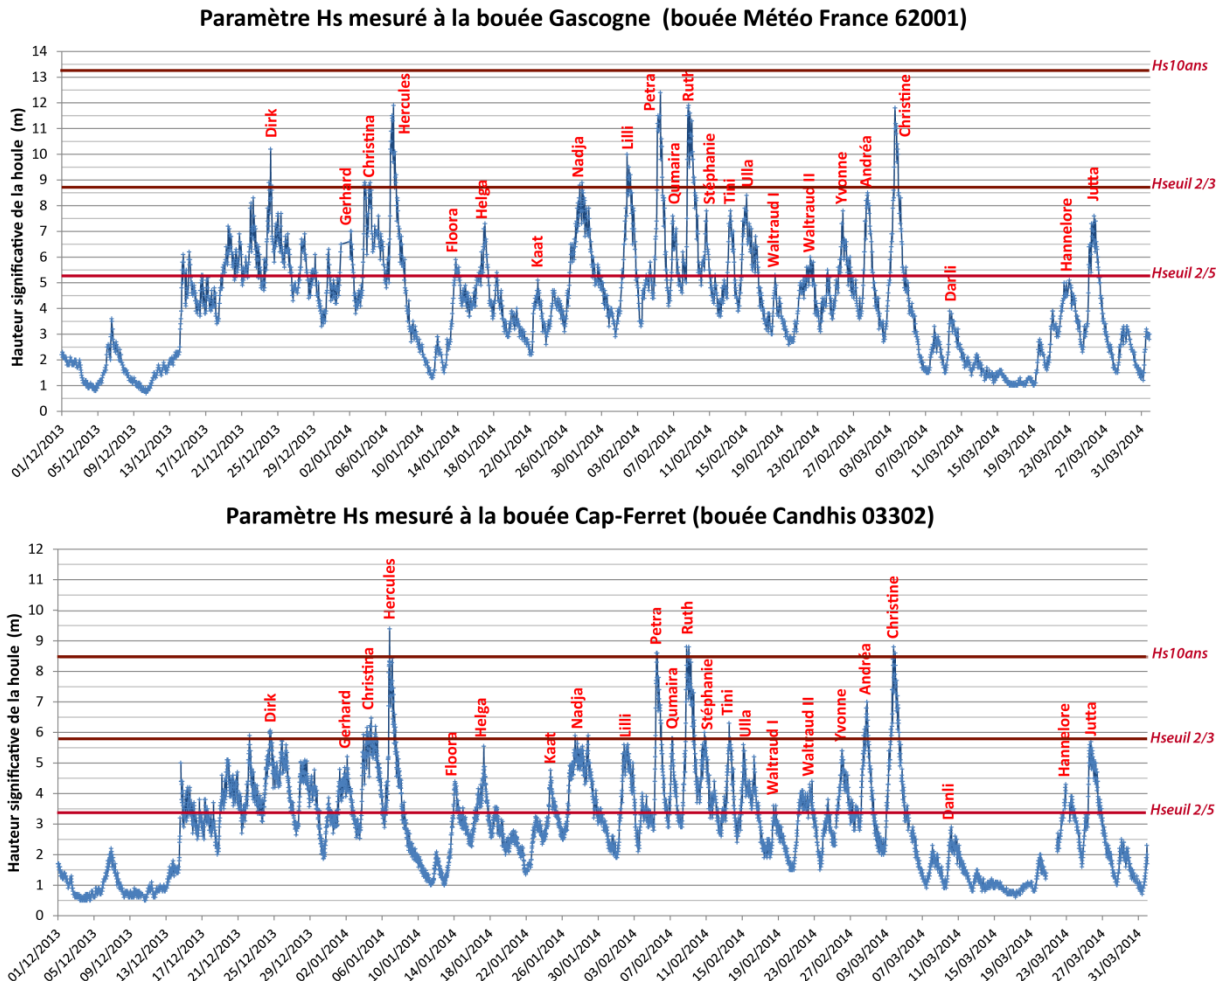 Paramètre Hs mesuré à la bouée Gascogne (bouée Météo France 62001)
Hauteur significative de la houle (m)
14
13
12
11
10
9
8
7
6
5
4
3
2
1
0
Hs10ans
Hseuil 2/3
Hseuil 2/5
Dirk
Gerhard
Christina
Hercules
Floora
Helga
Kaat
Nadja
Lilli
Petra
Qumaira
Ruth
Stéphanie
Tini
Ulla
Waltraud I
Waltraud II
Yvonne
Andréa
Christine
Danli
Hannelore
Jutta
01/12/2013
05/12/2013
09/12/2013
13/12/2013
17/12/2013
21/12/2013
25/12/2013
29/12/2013
02/01/2014
06/01/2014
10/01/2014
14/01/2014
18/01/2014
22/01/2014
26/01/2014
30/01/2014
03/02/2014
07/02/2014
11/02/2014
15/02/2014
19/02/2014
23/02/2014
27/02/2014
03/03/2014
07/03/2014
11/03/2014
15/03/2014
19/03/2014
23/03/2014
27/03/2014
31/03/2014
Paramètre Hs mesuré à la bouée Cap-Ferret (bouée Candhis 03302)
Hauteur significative de la houle (m)
12
11
10
9
8
7
6
5
4
3
2
1
0
Hs10ans
Hseuil 2/3
Hseuil 2/5
Dirk
Gerhard
Christina
Hercules
Floora
Helga
Kaat
Nadja
Lilli
Petra
Qumaira
Ruth
Stéphanie
Tini
Ulla
Waltraud I
Waltraud II
Yvonne
Andréa
Christine
Danli
Hannelore
Jutta
01/12/2013
05/12/2013
09/12/2013
13/12/2013
17/12/2013
21/12/2013
25/12/2013
29/12/2013
02/01/2014
06/01/2014
10/01/2014
14/01/2014
18/01/2014
22/01/2014
26/01/2014
30/01/2014
03/02/2014
07/02/2014
11/02/2014
15/02/2014
19/02/2014
23/02/2014
27/02/2014
03/03/2014
07/03/2014
11/03/2014
15/03/2014
19/03/2014
23/03/2014
27/03/2014
31/03/2014